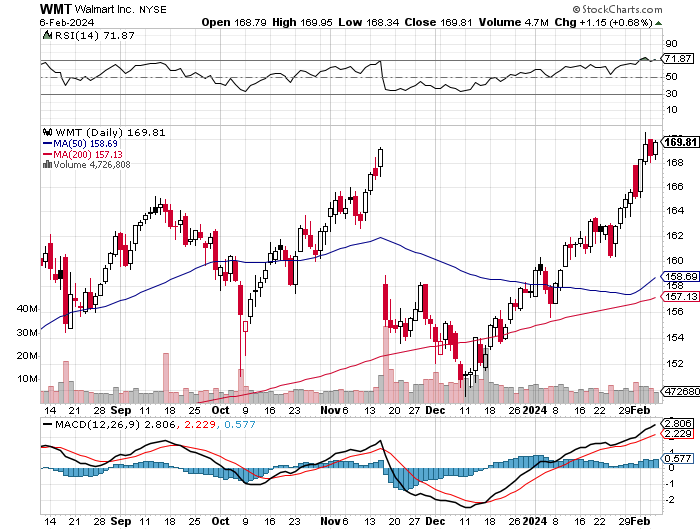 WMT Walmart Inc. NYSE © StockCharts.com
6-Feb-2024 Open 168.79 High 169.95 Low 168.34 Close 169.81 Volume 4.7M Chg +1.15 (+0.68%)
RSI(14) 71.87
90
71.87
50
30
10
WMT (Daily) 169.81
MA(50) 158.69
MA(200) 157.13
Volume 4,726,808
169.81
168
166
164
162
160
158.69
158
157.13
156
154
152
472680
40M
30M
20M
10M
14 21 28 Sep 11 18 25 Oct 9 16 23 Nov 6 13 20 27 Dec 11 18 26 2024 8 16 22 29 Feb
MACD(12,26,9) 2.806, 2.229, 0.577
2.806
2.229
0.577
0
-1
-2
14 21 28 Sep 11 18 25 Oct 9 16 23 Nov 6 13 20 27 Dec 11 18 26 2024 8 16 22 29 Feb